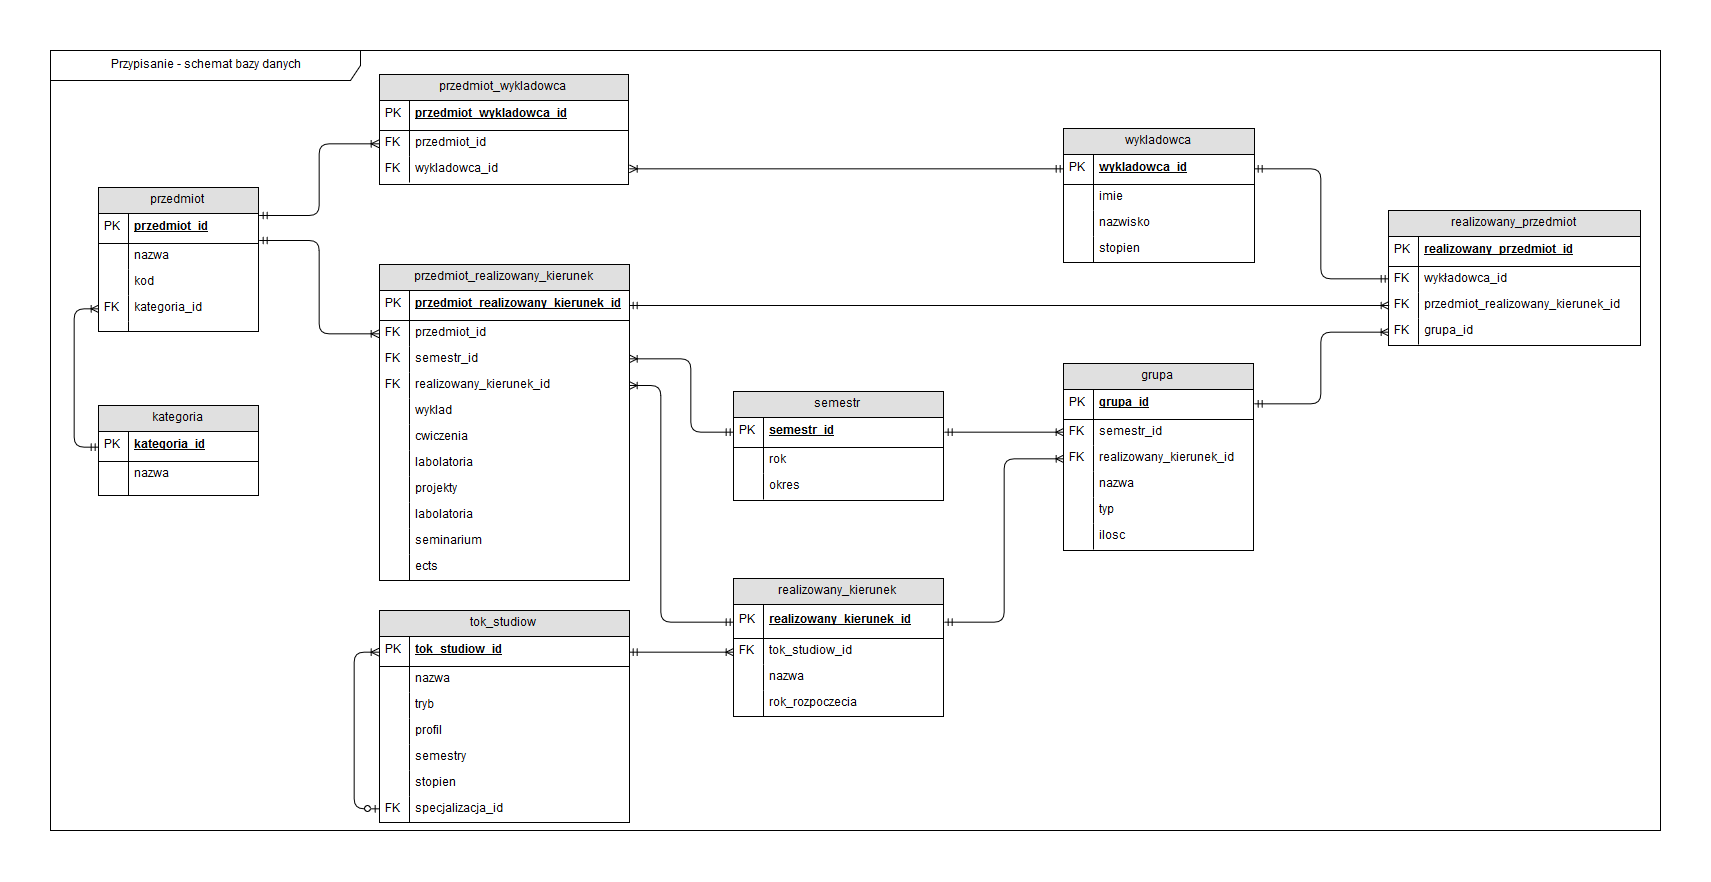 Przypisanie - schemat bazy danych
przedmiot_wykladowca
PK przedmiot_wykladowca_id
FK przedmiot_id
FK wykladowca_id
wykladowca
PK wykladowca_id
imie
nazwisko
stopien
przedmiot
PK przedmiot_id
nazwa
kod
FK kategoria_id
realizowany_przedmiot
PK realizowany_przedmiot_id
FK wykładowca_id
FK przedmiot_realizowany_kierunek_id
FK grupa_id
przedmiot_realizowany_kierunek
PK przedmiot_realizowany_kierunek_id
FK przedmiot_id
FK semestr_id
FK realizowany_kierunek_id
wyklad
cwiczenia
labolatoria
projekty
labolatoria
seminarium
ects
kategoria
PK kategoria_id
nazwa
semestr
PK semestr_id
rok
okres
grupa
PK grupa_id
FK semestr_id
FK realizowany_kierunek_id
nazwa
typ
ilosc
realizowany_kierunek
PK realizowany_kierunek_id
FK tok_studiow_id
nazwa
rok_rozpoczecia
tok_studiow
PK tok_studiow_id
nazwa
tryb
profil
semestry
stopien
FK specjalizacja_id